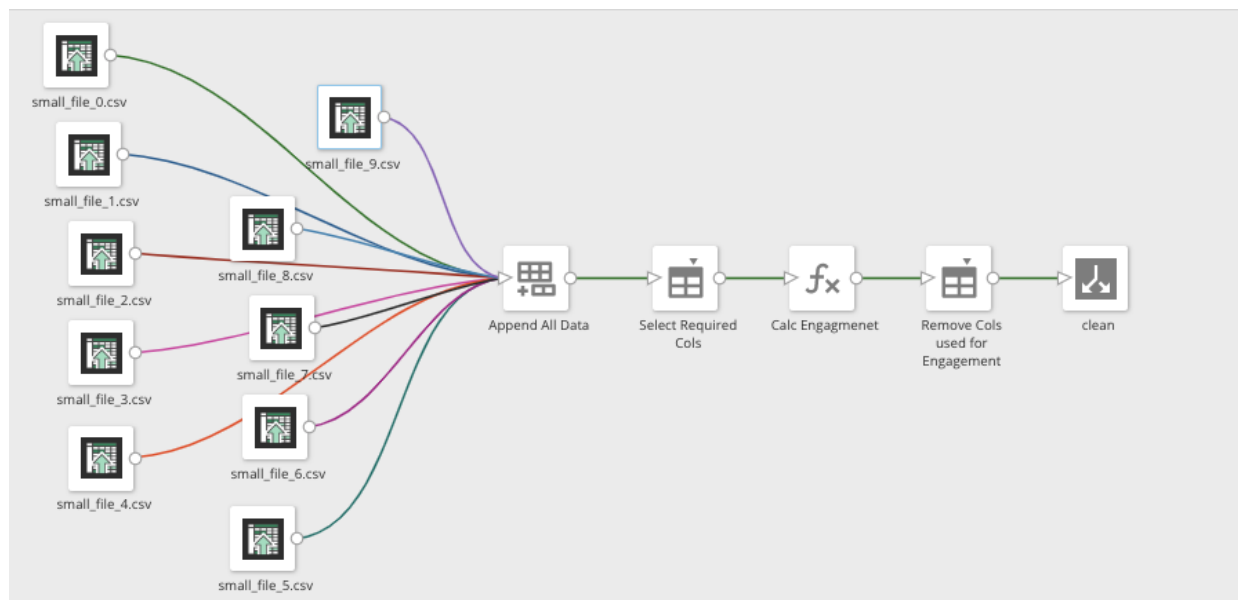 small_file_0.csv
small_file_9.csv
small_file_1.csv
small_file_8.csv
small_file_2.csv
small_file_7.csv
small_file_3.csv
small_file_6.csv
small_file_4.csv
small_file_5.csv
Append All Data
Select Required
Cols
Calc Engagmenet
Remove Cols
used for
Engagement
clean